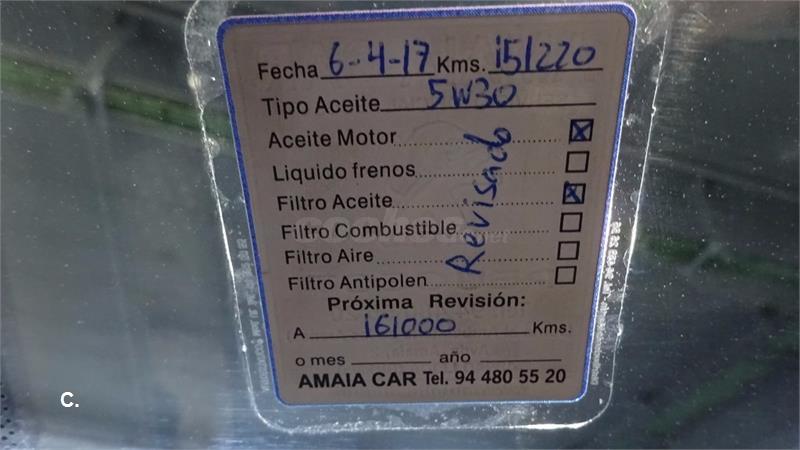 Fecha 6-4-17 Kms. 151220
Tipo Aceite 5W30
Aceite Motor
Liquido frenos
Filtro Aceite
Filtro Combustible
Filtro Aire
Filtro Antipolen
Revisado
Próxima Revisión:
A 161000 Kms.
o mes año
AMAIA CAR Tel. 94 480 55 20
C.